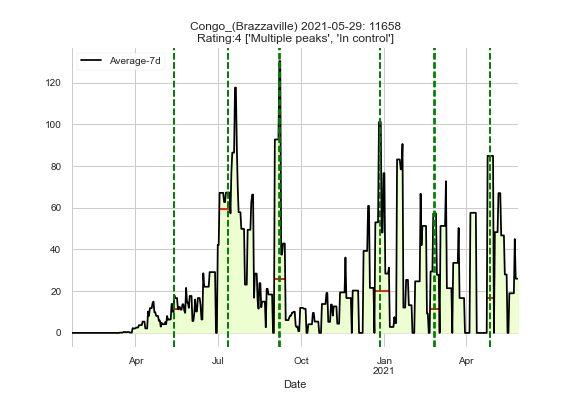 Congo_(Brazzaville) 2021-05-29: 11658
Rating:4 ['Multiple peaks', 'In control']
Average-7d
120
100
80
60
40
20
0
Apr
Jul
Oct
Jan
2021
Apr
Date